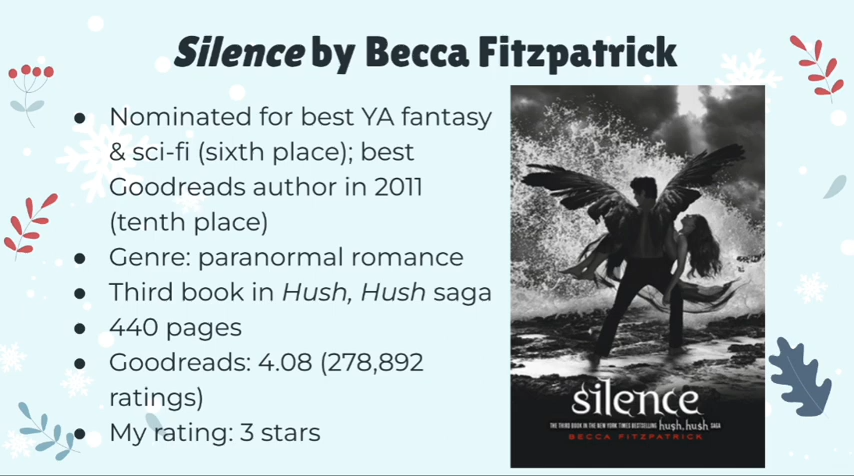 Silence by Becca Fitzpatrick
● Nominated for best YA fantasy
& sci-fi (sixth place); best
Goodreads author in 2011
(tenth place)
● Genre: paranormal romance
● Third book in Hush, Hush saga
● 440 pages
● Goodreads: 4.08 (278,892
ratings)
● My rating: 3 stars
silence
THE THIRD BOOK IN THE NEW YORK TIMES BESTSELLING hush, hush SAGA
BECCA FITZPATRICK